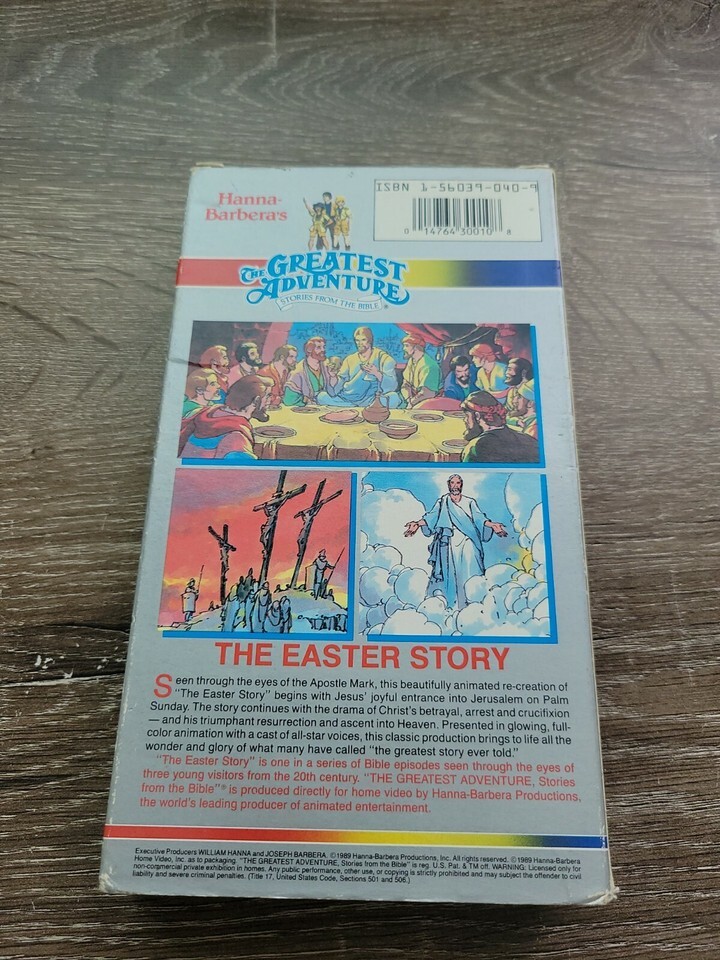 Hanna-
Barbera's
ISBN 1-56039-040-9
0 14764 30010 8
THE GREATEST
ADVENTURE
STORIES FROM THE BIBLE®
THE EASTER STORY
Seen through the eyes of the Apostle Mark, this beautifully animated re-creation of
"The Easter Story" begins with Jesus' joyful entrance into Jerusalem on Palm
Sunday. The story continues with the drama of Christ's betrayal, arrest and crucifixion
— and his triumphant resurrection and ascent into Heaven. Presented in glowing, full-
color animation with a cast of all-star voices, this classic production brings to life all the
wonder and glory of what many have called "the greatest story ever told."
"The Easter Story" is one in a series of Bible episodes seen through the eyes of
three young visitors from the 20th century. "THE GREATEST ADVENTURE, Stories
from the Bible"® is produced directly for home video by Hanna-Barbera Productions,
the world's leading producer of animated entertainment.
Executive Producers WILLIAM HANNA and JOSEPH BARBERA. ©1989 Hanna-Barbera Productions, Inc. All rights reserved. ©1989 Hanna-Barbera
Home Video, Inc. as to packaging. "THE GREATEST ADVENTURE, Stories from the Bible" is reg. U.S. Pat. & TM off. WARNING: Licensed only for
non-commercial private exhibition in homes. Any public performance, other use, or copying is strictly prohibited and may subject the offender to civil
liability and severe criminal penalties. (Title 17, United States Code, Sections 501 and 506.)